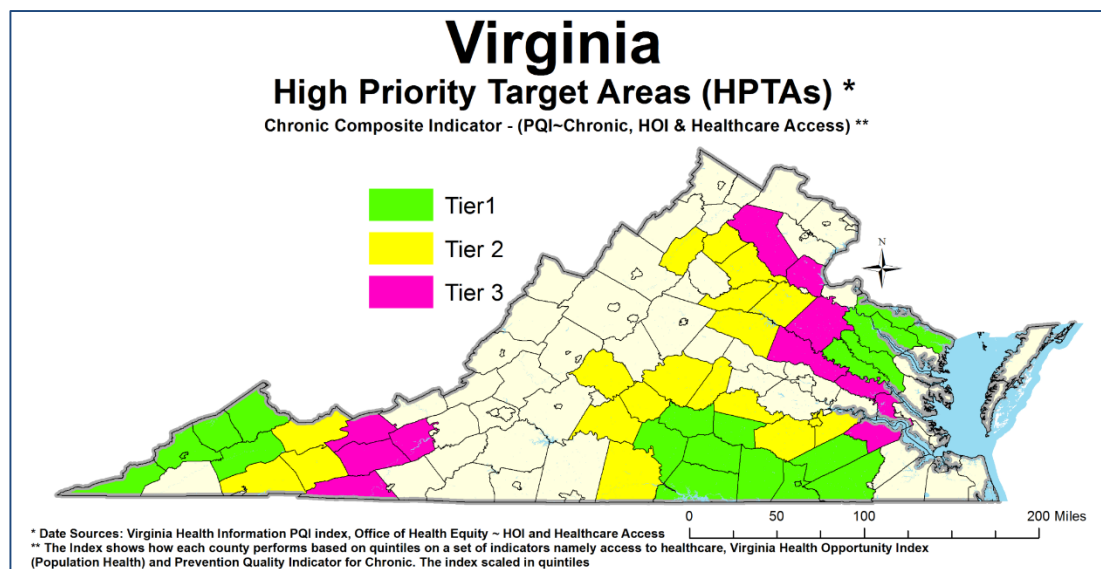 Virginia
High Priority Target Areas (HPTAs) *
Chronic Composite Indicator - (PQI~Chronic, HOI & Healthcare Access) **
Tier1
Tier 2
Tier 3
N
0 50 100 200 Miles
* Date Sources: Virginia Health Information PQI index, Office of Health Equity ~ HOI and Healthcare Access
** The Index shows how each county performs based on quintiles on a set of indicators namely access to healthcare, Virginia Health Opportunity Index
(Population Health) and Prevention Quality Indicator for Chronic. The index scaled in quintiles